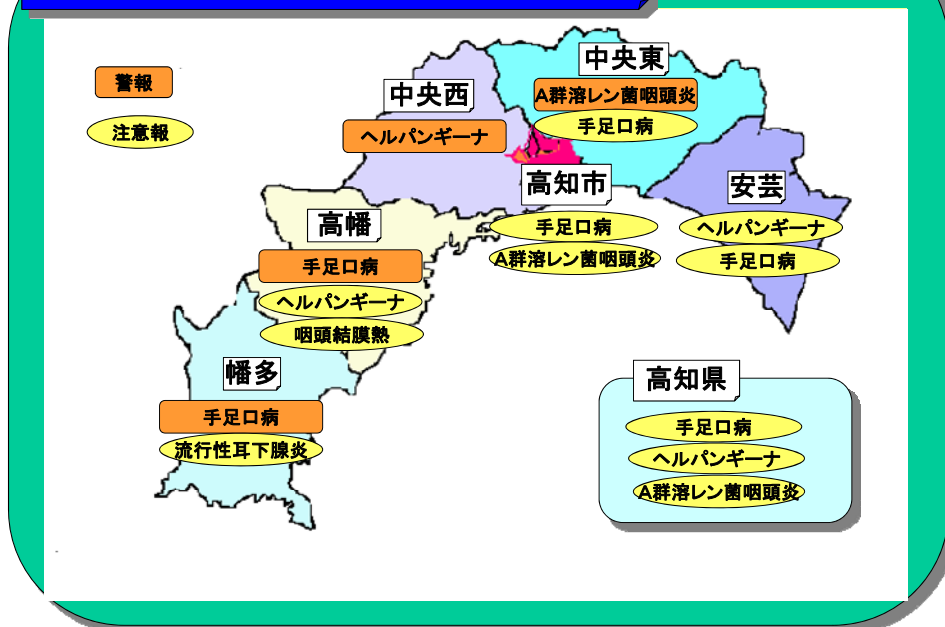 警報
注意報
中央東
A群溶レン菌咽頭炎
手足口病
中央西
ヘルパンギーナ
高知市
手足口病
A群溶レン菌咽頭炎
安芸
ヘルパンギーナ
手足口病
高幡
手足口病
ヘルパンギーナ
咽頭結膜熱
幡多
手足口病
流行性耳下腺炎
高知県
手足口病
ヘルパンギーナ
A群溶レン菌咽頭炎